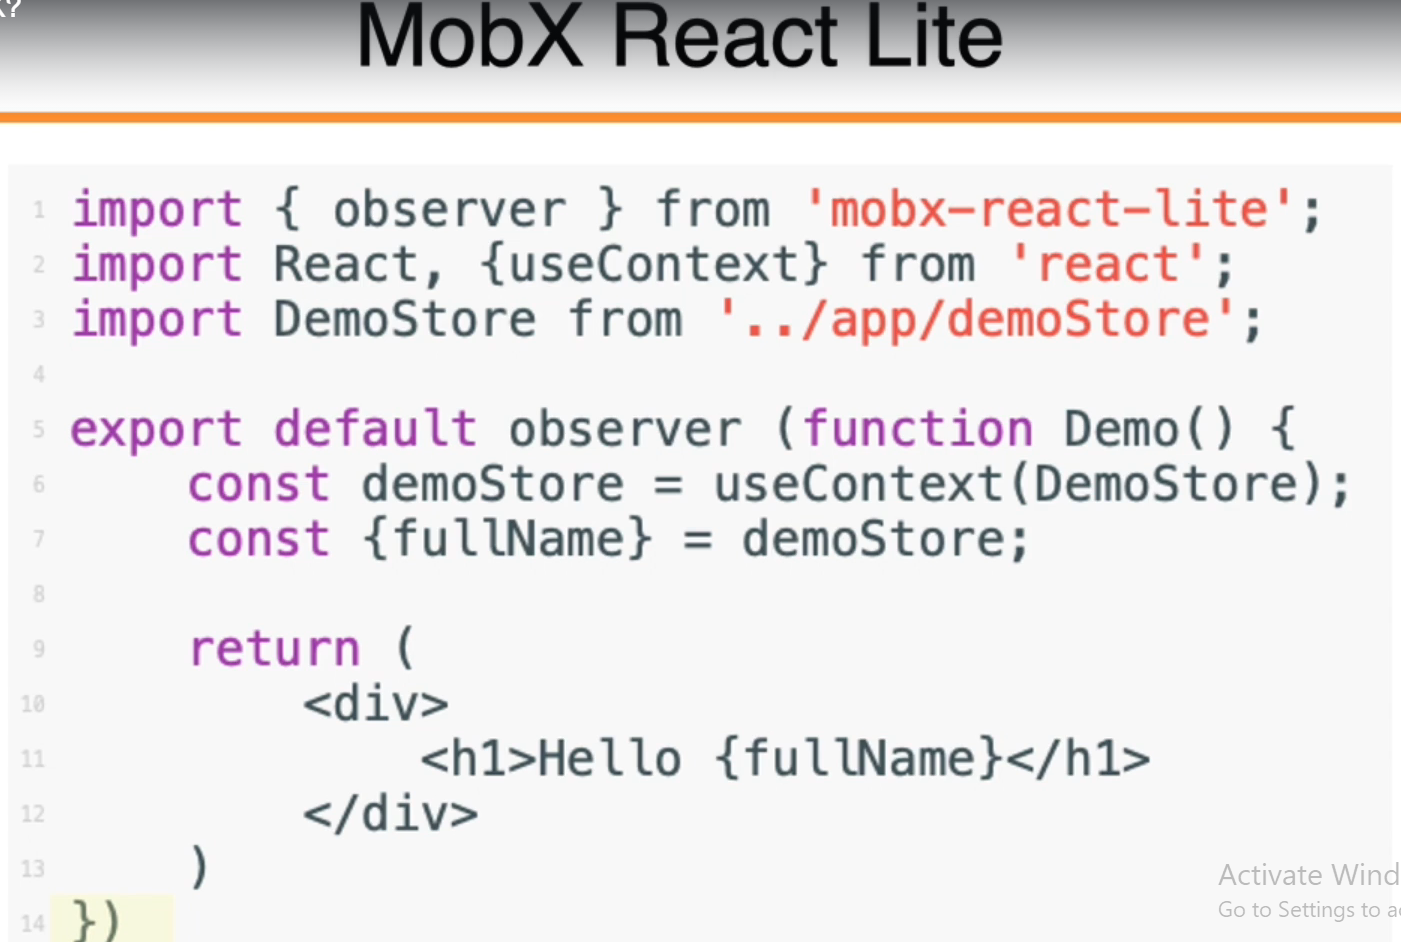 ?
MobX React Lite
1 import { observer } from 'mobx-react-lite';
2 import React, {useContext} from 'react';
3 import DemoStore from '../app/demoStore';
4
5 export default observer (function Demo() {
6 const demoStore = useContext(DemoStore);
7 const {fullName} = demoStore;
8
9 return (
10 <div>
11 <h1>Hello {fullName}</h1>
12 </div>
13 )
14 })
Activate Wind
Go to Settings to a